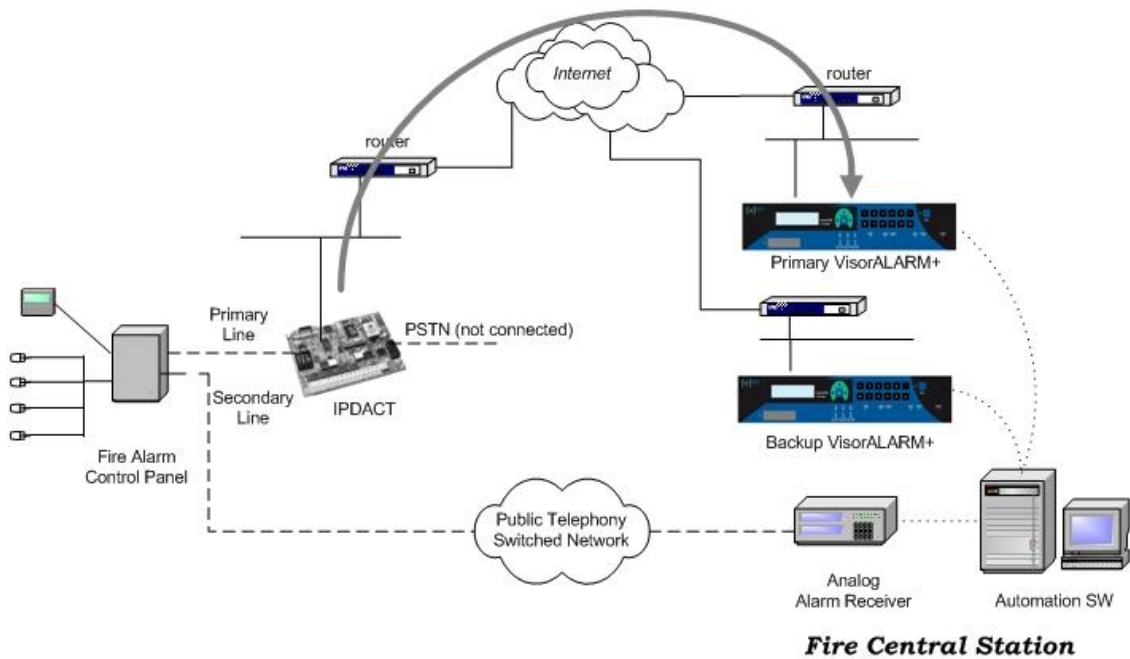 Internet
router
router
Primary VisorALARM+
Primary
Line
PSTN (not connected)
Secondary
Line
IPDACT
Backup VisorALARM+
Fire Alarm
Control Panel
Public Telephony
Switched Network
Analog
Alarm Receiver
Automation SW
Fire Central Station